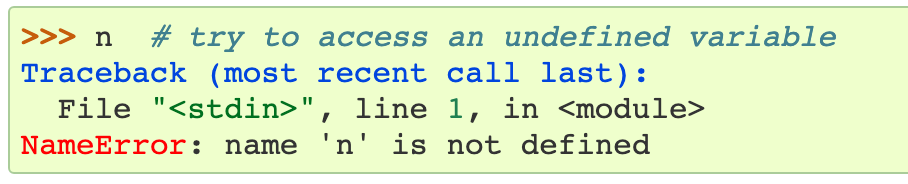 >>> n  # try to access an undefined variable
Traceback (most recent call last):
  File "<stdin>", line 1, in <module>
NameError: name 'n' is not defined